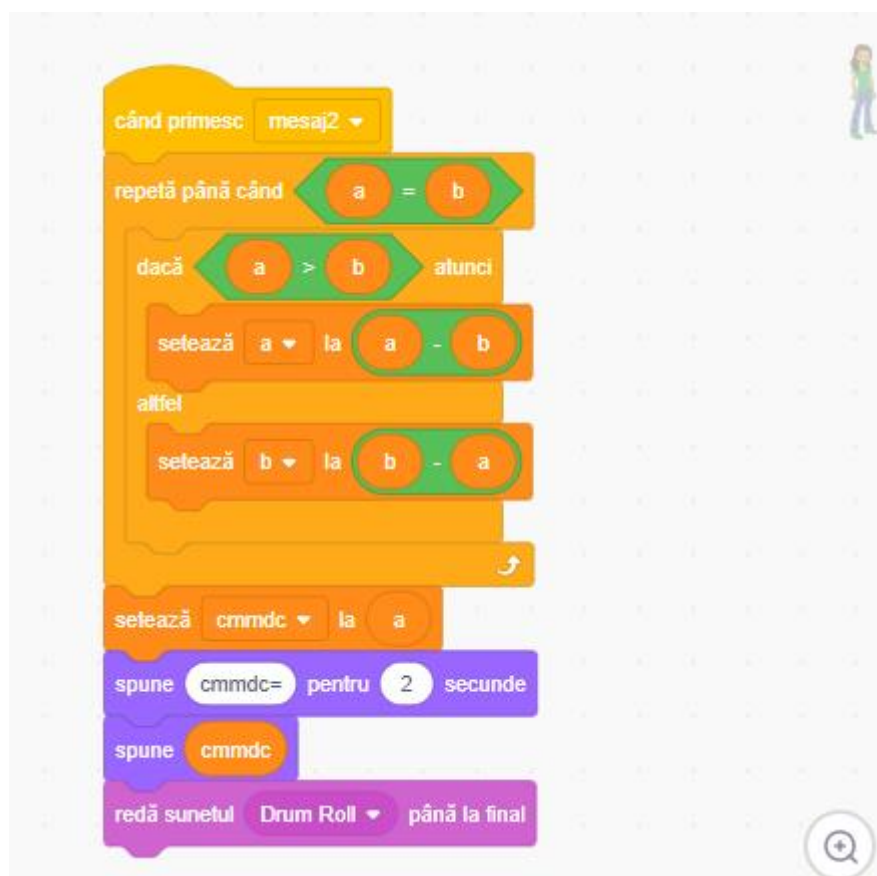 când primesc mesaj2
repetă până când a = b
dacă a > b atunci
setează a la a - b
altfel
setează b la b - a
setează cmmdc la a
spune cmmdc= pentru 2 secunde
spune cmmdc
redă sunetul Drum Roll până la final